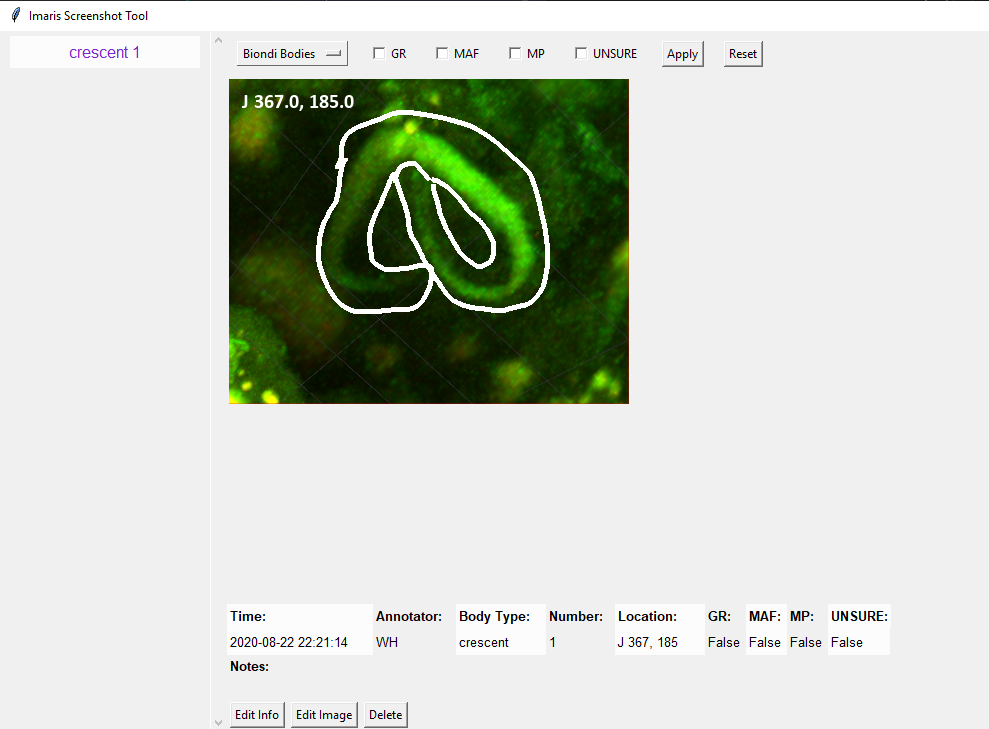 Imaris Screenshot Tool
crescent 1
Biondi Bodies GR MAF MP UNSURE Apply Reset
J 367.0, 185.0
Time: Annotator: Body Type: Number: Location: GR: MAF: MP: UNSURE:
2020-08-22 22:21:14 WH crescent 1 J 367, 185 False False False False
Notes:
Edit Info Edit Image Delete